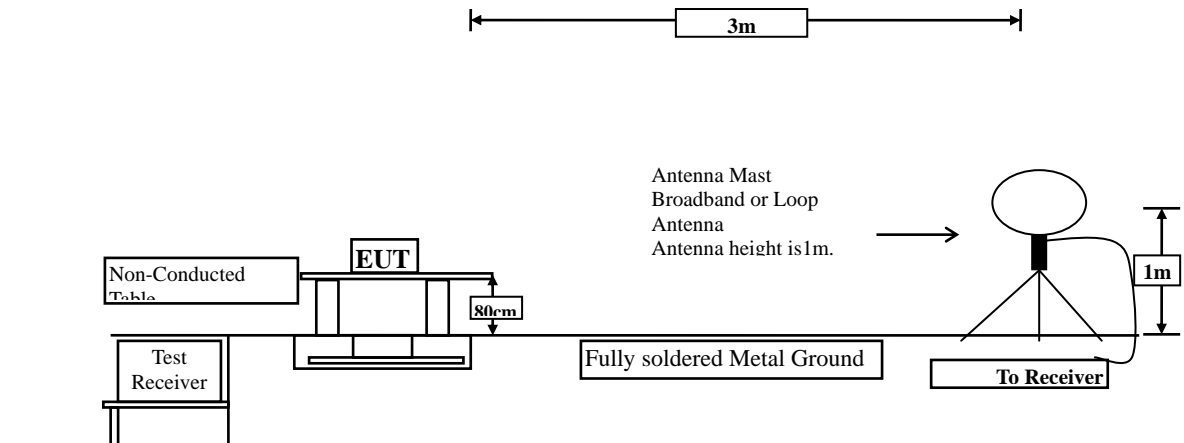 3m
Antenna Mast
Broadband or Loop
Antenna
Antenna height is1m.
EUT
Non-Conducted
Table
80cm
1m
Test
Receiver
Fully soldered Metal Ground
To Receiver